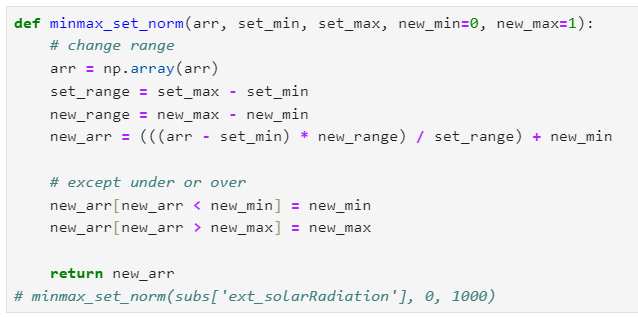 def minmax_set_norm(arr, set_min, set_max, new_min=0, new_max=1):
    # change range
    arr = np.array(arr)
    set_range = set_max - set_min
    new_range = new_max - new_min
    new_arr = (((arr - set_min) * new_range) / set_range) + new_min

    # except under or over
    new_arr[new_arr < new_min] = new_min
    new_arr[new_arr > new_max] = new_max

    return new_arr
# minmax_set_norm(subs['ext_solarRadiation'], 0, 1000)